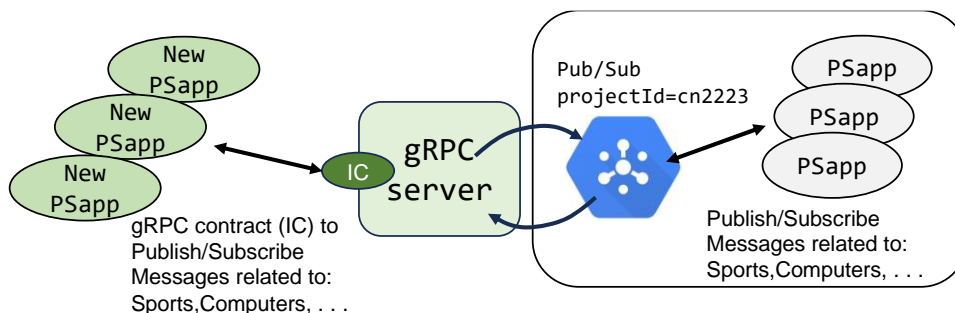 New
PSapp
New
PSapp
New
PSapp
gRPC contract (IC) to
Publish/Subscribe
Messages related to:
Sports,Computers, . . .
IC
gRPC
server
Pub/Sub
projectId=cn2223
PSapp
PSapp
PSapp
Publish/Subscribe
Messages related to:
Sports,Computers, . . .